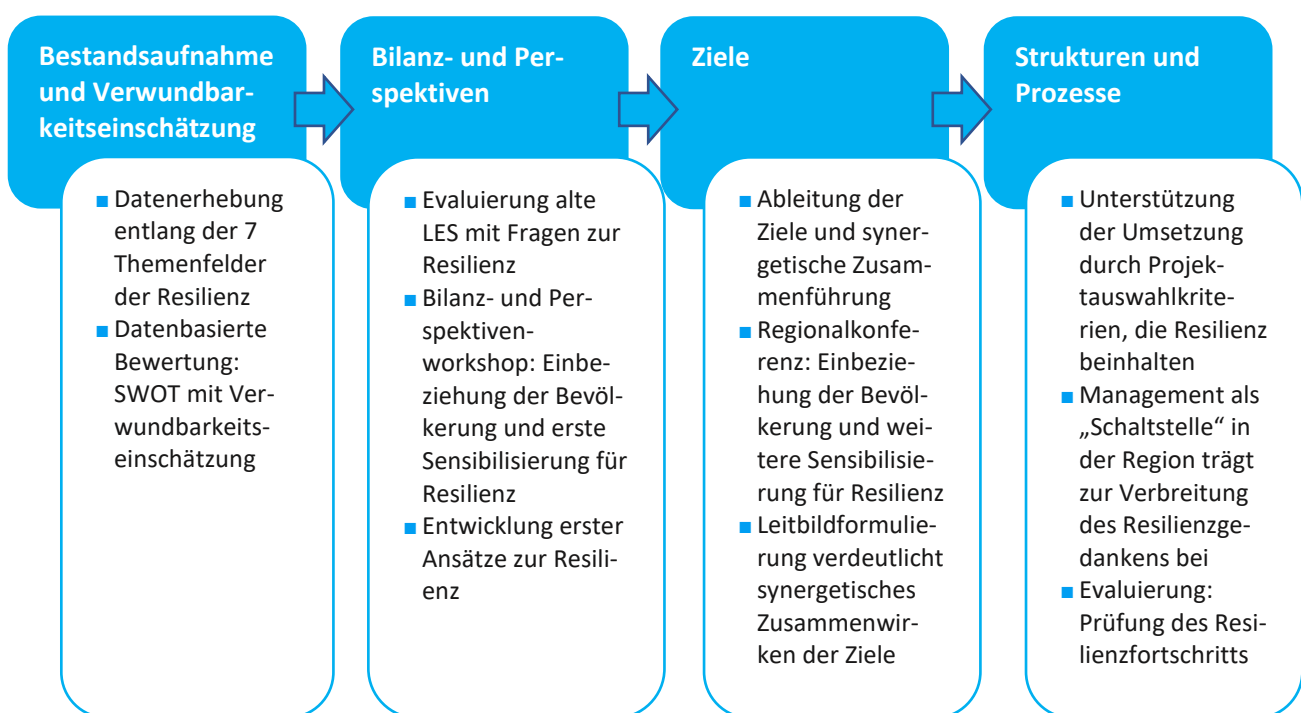 Bestandsaufnahme
und Verwundbar-
keitseinschätzung
■ Datenerhebung
entlang der 7
Themenfelder
der Resilienz
■ Datenbasierte
Bewertung:
SWOT mit Ver-
wundbarkeits-
einschätzung
Bilanz- und Per-
spektiven
■ Evaluierung alte
LES mit Fragen zur
Resilienz
■ Bilanz- und Per-
spektiven-
workshop: Einbe-
ziehung der Bevöl-
kerung und erste
Sensibilisierung für
Resilienz
■ Entwicklung erster
Ansätze zur Resili-
enz
Ziele
■ Ableitung der
Ziele und syner-
getische Zusam-
menführung
■ Regionalkonfe-
renz: Einbezie-
hung der Bevöl-
kerung und wei-
tere Sensibilisie-
rung für Resilienz
■ Leitbildformulie-
rung verdeutlicht
synergetisches
Zusammenwir-
ken der Ziele
Strukturen und
Prozesse
■ Unterstützung
der Umsetzung
durch Projek-
tauswahlkrite-
rien, die Resilienz
beinhalten
■ Management als
„Schaltstelle“ in
der Region trägt
zur Verbreitung
des Resilienzge-
dankens bei
■ Evaluierung:
Prüfung des Resi-
lienzfortschritts